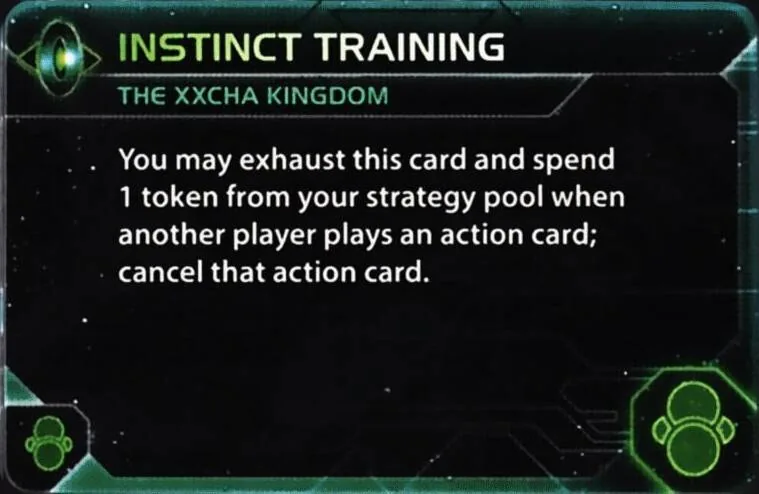 INSTINCT TRAINING
THE XXCHA KINGDOM
You may exhaust this card and spend
1 token from your strategy pool when
another player plays an action card;
cancel that action card.